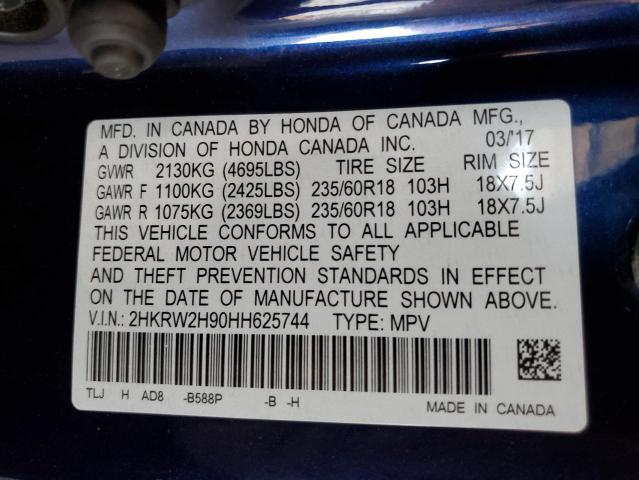 MFD. IN CANADA BY HONDA OF CANADA MFG.,
A DIVISION OF HONDA CANADA INC. 03/'17
GVWR 2130KG (4695LBS) TIRE SIZE RIM SIZE
GAWR F 1100KG (2425LBS) 235/60R18 103H 18X7.5J
GAWR R 1075KG (2369LBS) 235/60R18 103H 18X7.5J
THIS VEHICLE CONFORMS TO ALL APPLICABLE
FEDERAL MOTOR VEHICLE SAFETY
AND THEFT PREVENTION STANDARDS IN EFFECT
ON THE DATE OF MANUFACTURE SHOWN ABOVE.
V.I.N.: 2HKRW2H90HH625744 TYPE: MPV
TLJ H AD8 -B588P -B -H
MADE IN CANADA